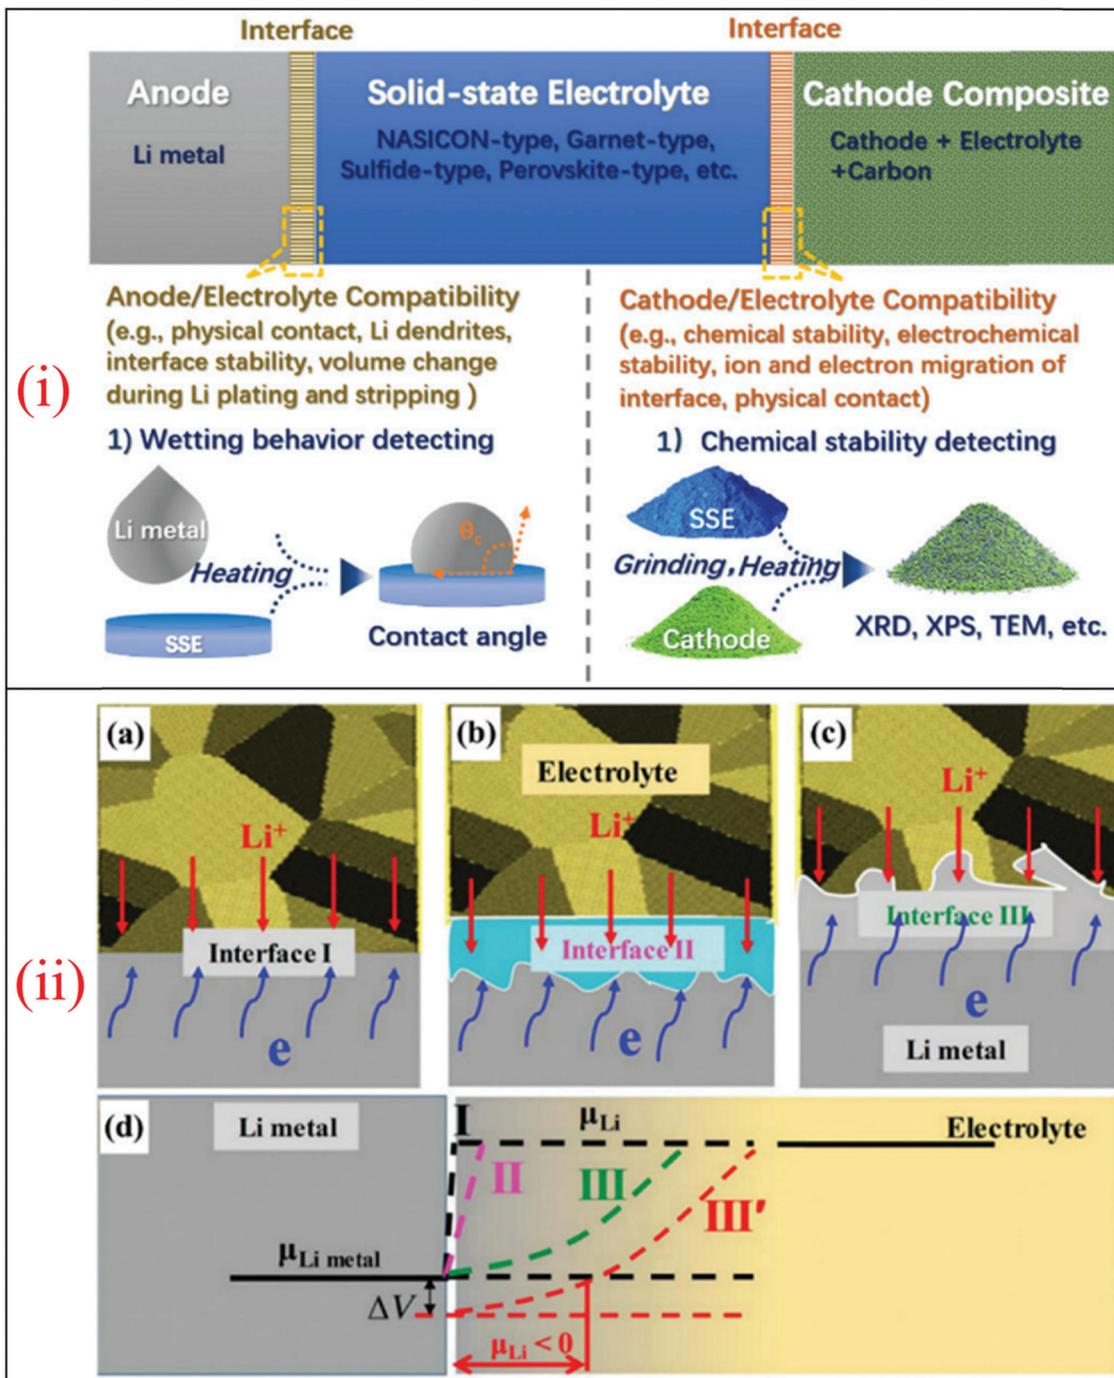 Interface
Interface
Anode
Li metal
Solid-state Electrolyte
NASICON-type, Garnet-type,
Sulfide-type, Perovskite-type, etc.
Cathode Composite
Cathode + Electrolyte
+Carbon
(i)
Anode/Electrolyte Compatibility
(e.g., physical contact, Li dendrites,
interface stability, volume change
during Li plating and stripping )
1) Wetting behavior detecting
Li metal
Heating
SSE
θc
Contact angle
Cathode/Electrolyte Compatibility
(e.g., chemical stability, electrochemical
stability, ion and electron migration of
interface, physical contact)
1) Chemical stability detecting
SSE
Grinding, Heating
Cathode
XRD, XPS, TEM, etc.
(ii)
(a)
Li⁺
Interface I
e
(b)
Electrolyte
Li⁺
Interface II
e
(c)
Li⁺
Interface III
e
Li metal
(d)
Li metal
I
μLi
Electrolyte
II
III
III'
μLi metal
ΔV
μLi < 0